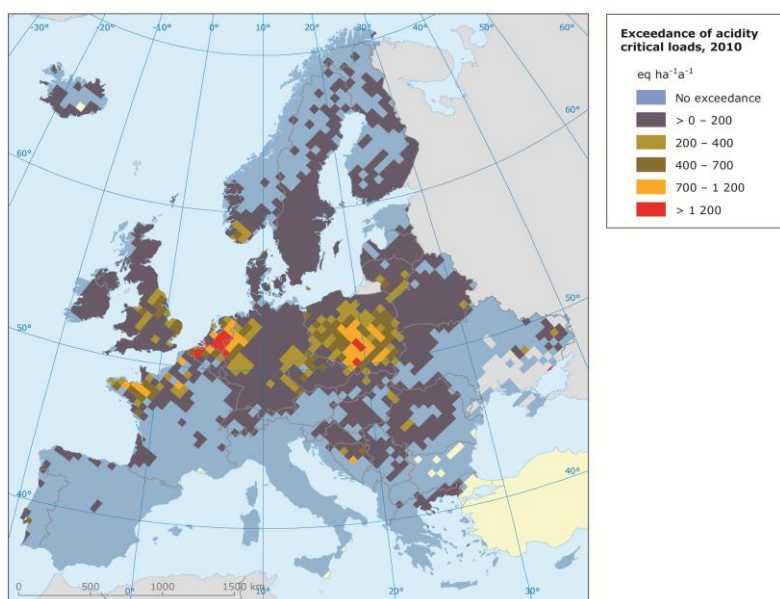 -30° -20° -10° 0° 10° 20° 30° 40° 50° 60°
60°
60°
50°
50°
40°
40°
0 500 1000 1500 km
0° 10° 20° 30°
Exceedance of acidity
critical loads, 2010
eq ha⁻¹a⁻¹
No exceedance
> 0 – 200
200 – 400
400 – 700
700 – 1 200
> 1 200